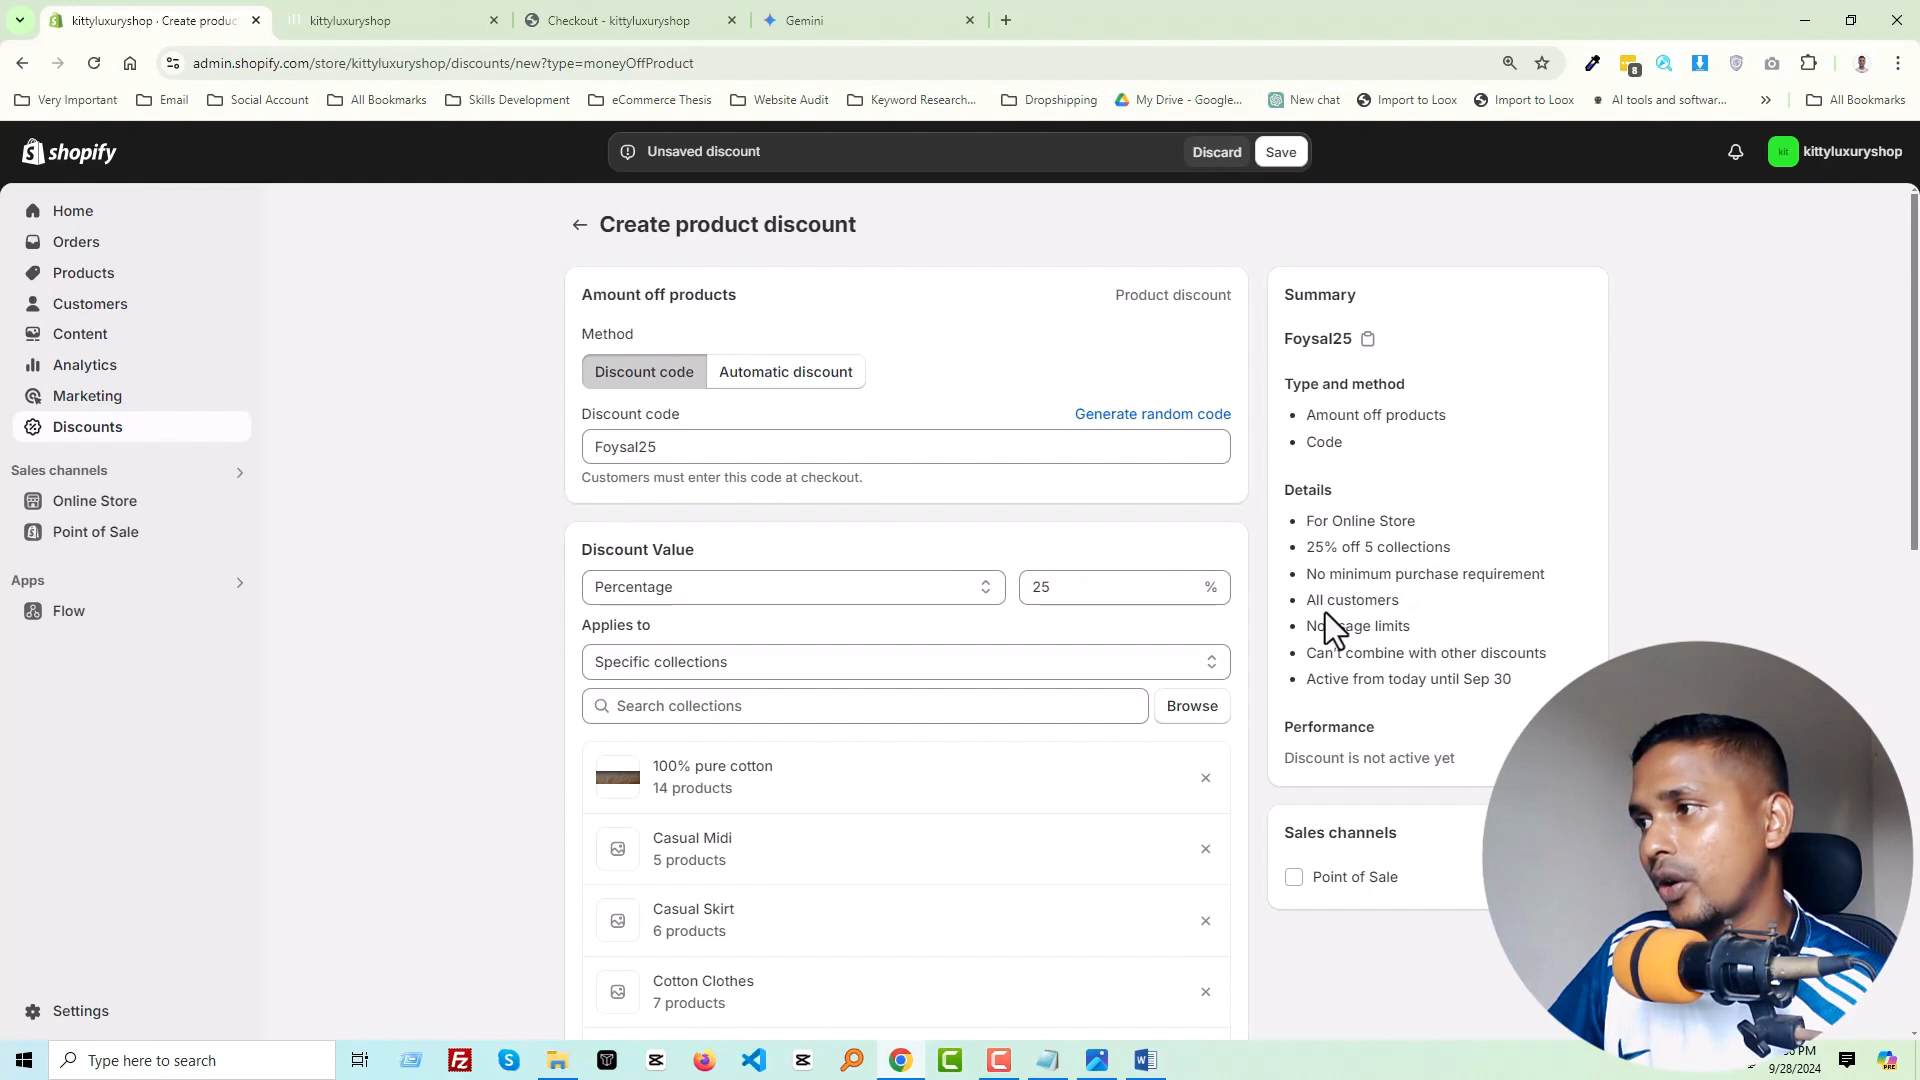 kittyluxuryshop · Create produc
kittyluxuryshop
Checkout - kittyluxuryshop
Gemini
admin.shopify.com/store/kittyluxuryshop/discounts/new?type=moneyOffProduct
8
Very Important
Email
Social Account
All Bookmarks
Skills Development
eCommerce Thesis
Website Audit
Keyword Research...
Dropshipping
My Drive - Google...
New chat
Import to Loox
Import to Loox
AI tools and softwar...
All Bookmarks
shopify
Unsaved discount
Discard
Save
kit
kittyluxuryshop
Home
Orders
Products
Customers
Content
Analytics
Marketing
Discounts
Sales channels
Online Store
Point of Sale
Apps
Flow
Settings
Create product discount
Amount off products
Product discount
Method
Discount code
Automatic discount
Discount code
Generate random code
Foysal25
Customers must enter this code at checkout.
Discount Value
Percentage
25
%
Applies to
Specific collections
Search collections
Browse
100% pure cotton
14 products
Casual Midi
5 products
Casual Skirt
6 products
Cotton Clothes
7 products
Summary
Foysal25
Type and method
• Amount off products
• Code
Details
• For Online Store
• 25% off 5 collections
• No minimum purchase requirement
• All customers
• No usage limits
• Can't combine with other discounts
• Active from today until Sep 30
Performance
Discount is not active yet
Sales channels
Point of Sale
Type here to search
PM
9/28/2024